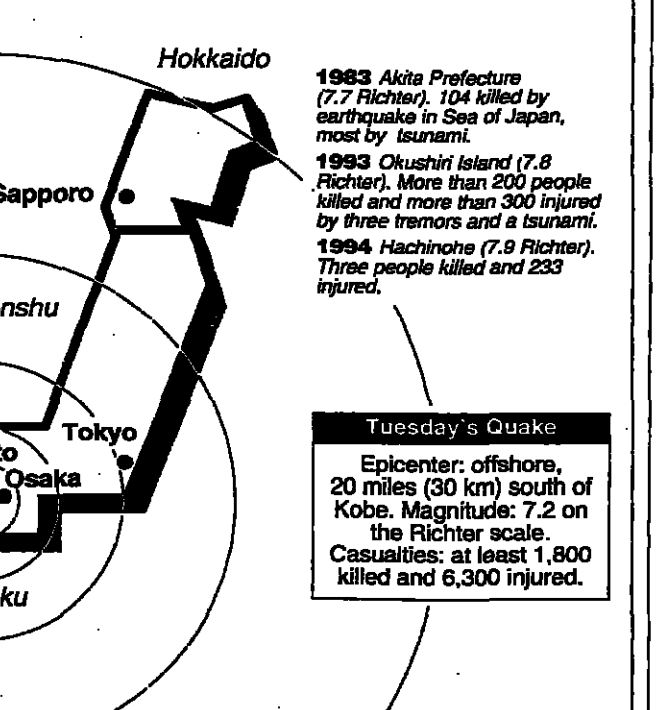 Hokkaido
1983 Akita Prefecture
(7.7 Richter). 104 killed by
earthquake in Sea of Japan,
most by tsunami.
1993 Okushiri Island (7.8
Richter). More than 200 people
killed and more than 300 injured
by three tremors and a tsunami.
1994 Hachinohe (7.9 Richter).
Three people killed and 233
injured.
Sapporo
nshu
Tokyo
to
Osaka
ku
Tuesday's Quake
Epicenter: offshore,
20 miles (30 km) south of
Kobe. Magnitude: 7.2 on
the Richter scale.
Casualties: at least 1,800
killed and 6,300 injured.